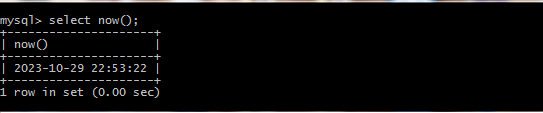 mysql> select now();
+---------------------+
| now()               |
+---------------------+
| 2023-10-29 22:53:22 |
+---------------------+
1 row in set (0.00 sec)